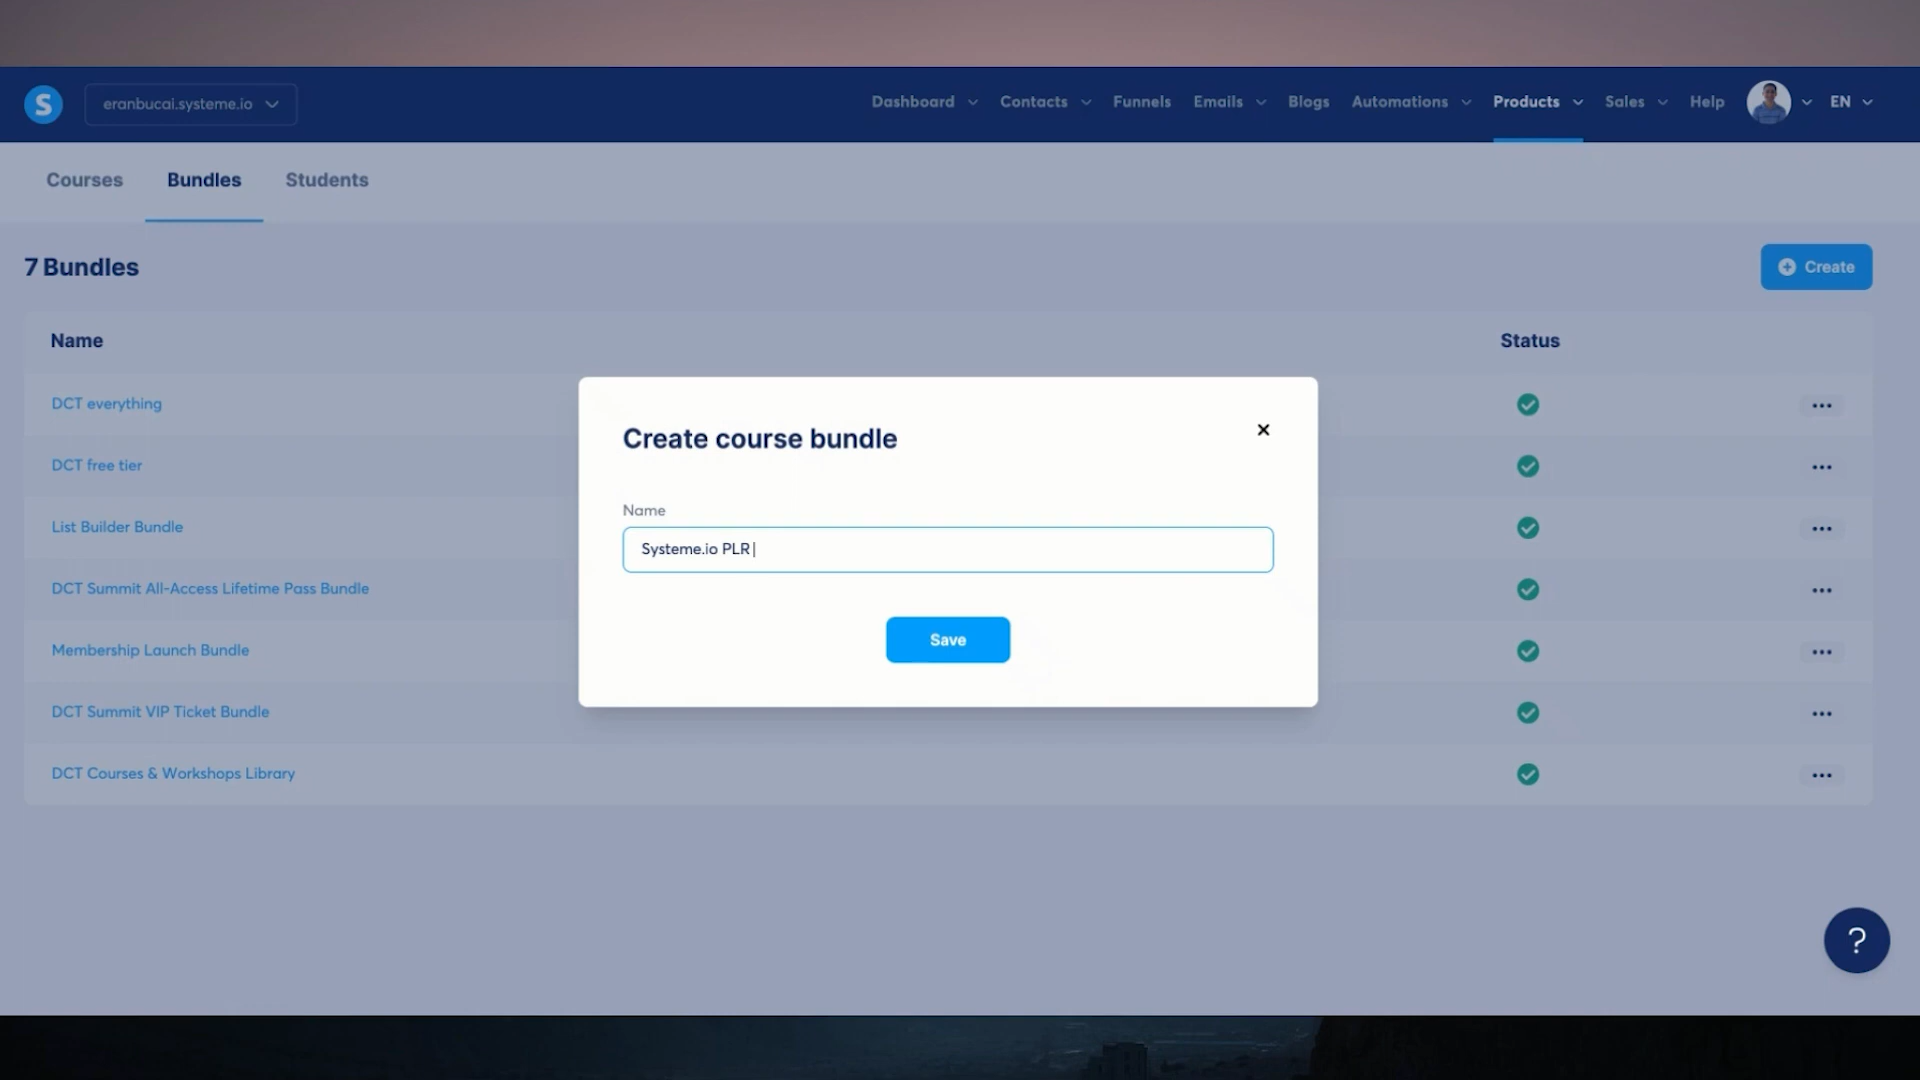 S
eranbucai.systeme.io
Dashboard
Contacts
Funnels
Emails
Blogs
Automations
Products
Sales
Help
EN
Courses
Bundles
Students
7 Bundles
Create
Name
Status
DCT everything
DCT free tier
List Builder Bundle
DCT Summit All-Access Lifetime Pass Bundle
Membership Launch Bundle
DCT Summit VIP Ticket Bundle
DCT Courses & Workshops Library
Create course bundle
Name
Systeme.io PLR
Save
?